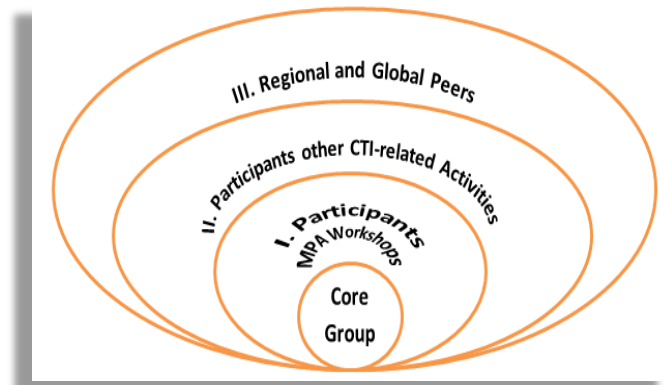 III. Regional and Global Peers
II. Participants other CTI-related Activities
I. Participants
MPA Workshops
Core
Group